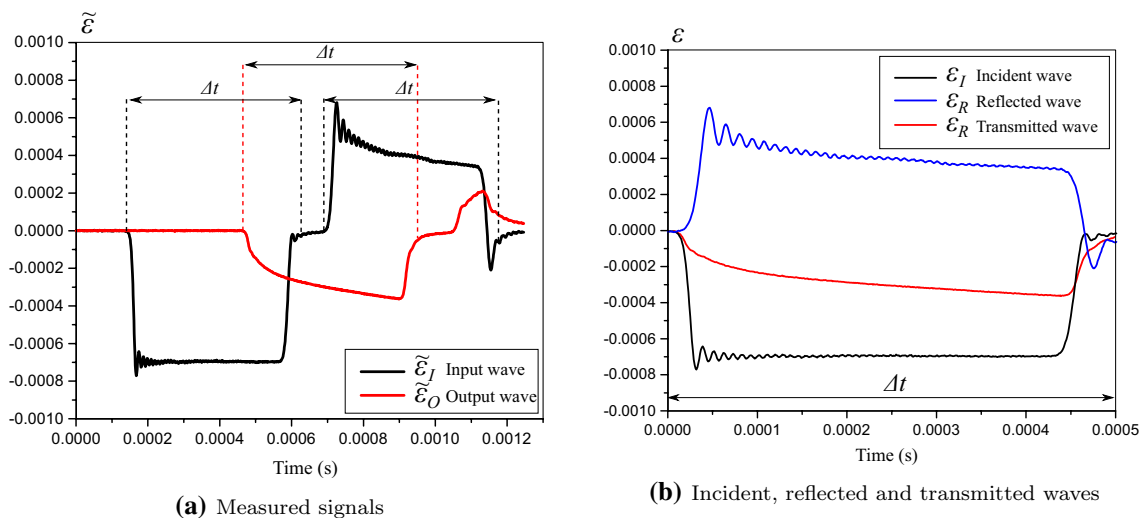 ε̃
0.0010
0.0008
0.0006
0.0004
0.0002
0.0000
-0.0002
-0.0004
-0.0006
-0.0008
-0.0010
Δt
Δt
Δt
ε̃_I Input wave
ε̃_O Output wave
0.0000 0.0002 0.0004 0.0006 0.0008 0.0010 0.0012
Time (s)
(a) Measured signals
ε
0.0010
0.0008
0.0006
0.0004
0.0002
0.0000
-0.0002
-0.0004
-0.0006
-0.0008
-0.0010
ε_I Incident wave
ε_R Reflected wave
ε_R Transmitted wave
Δt
0.0000 0.0001 0.0002 0.0003 0.0004 0.0005
Time (s)
(b) Incident, reflected and transmitted waves